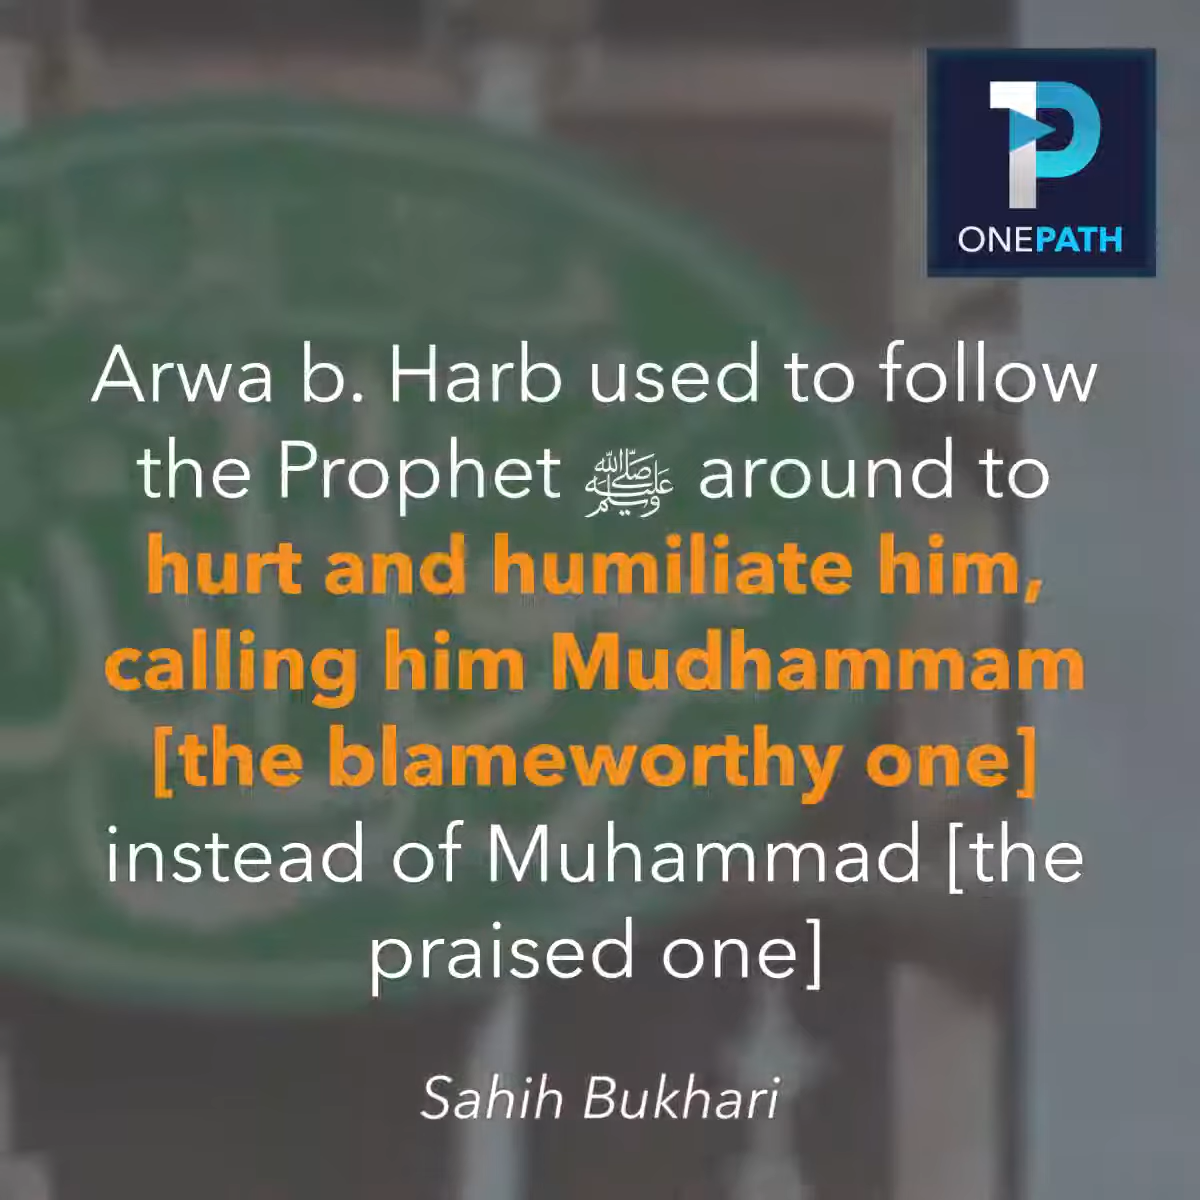 ONEPATH
Arwa b. Harb used to follow
the Prophet ﷺ around to
hurt and humiliate him,
calling him Mudhammam
[the blameworthy one]
instead of Muhammad [the
praised one]
Sahih Bukhari